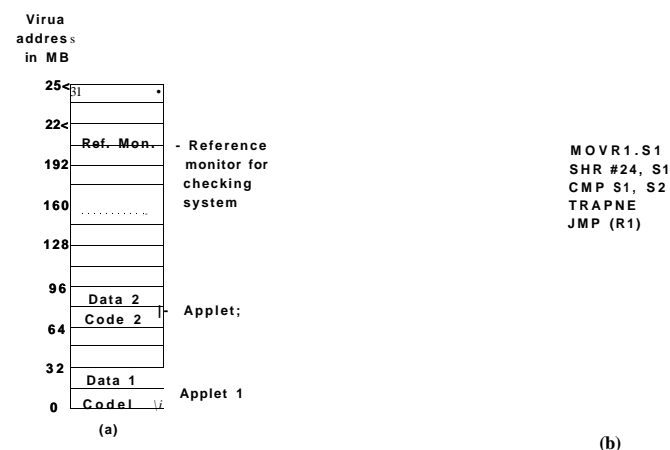 Virua
address
in MB
25<
31
22<
Ref. Mon.
- Reference
monitor for
checking
system
192
160
128
96
Data 2
Code 2
|- Applet;
64
32
Data 1
Applet 1
0
CodeI \i
(a)
MOVR1.S1
SHR #24, S1
CMP S1, S2
TRAPNE
JMP (R1)
(b)